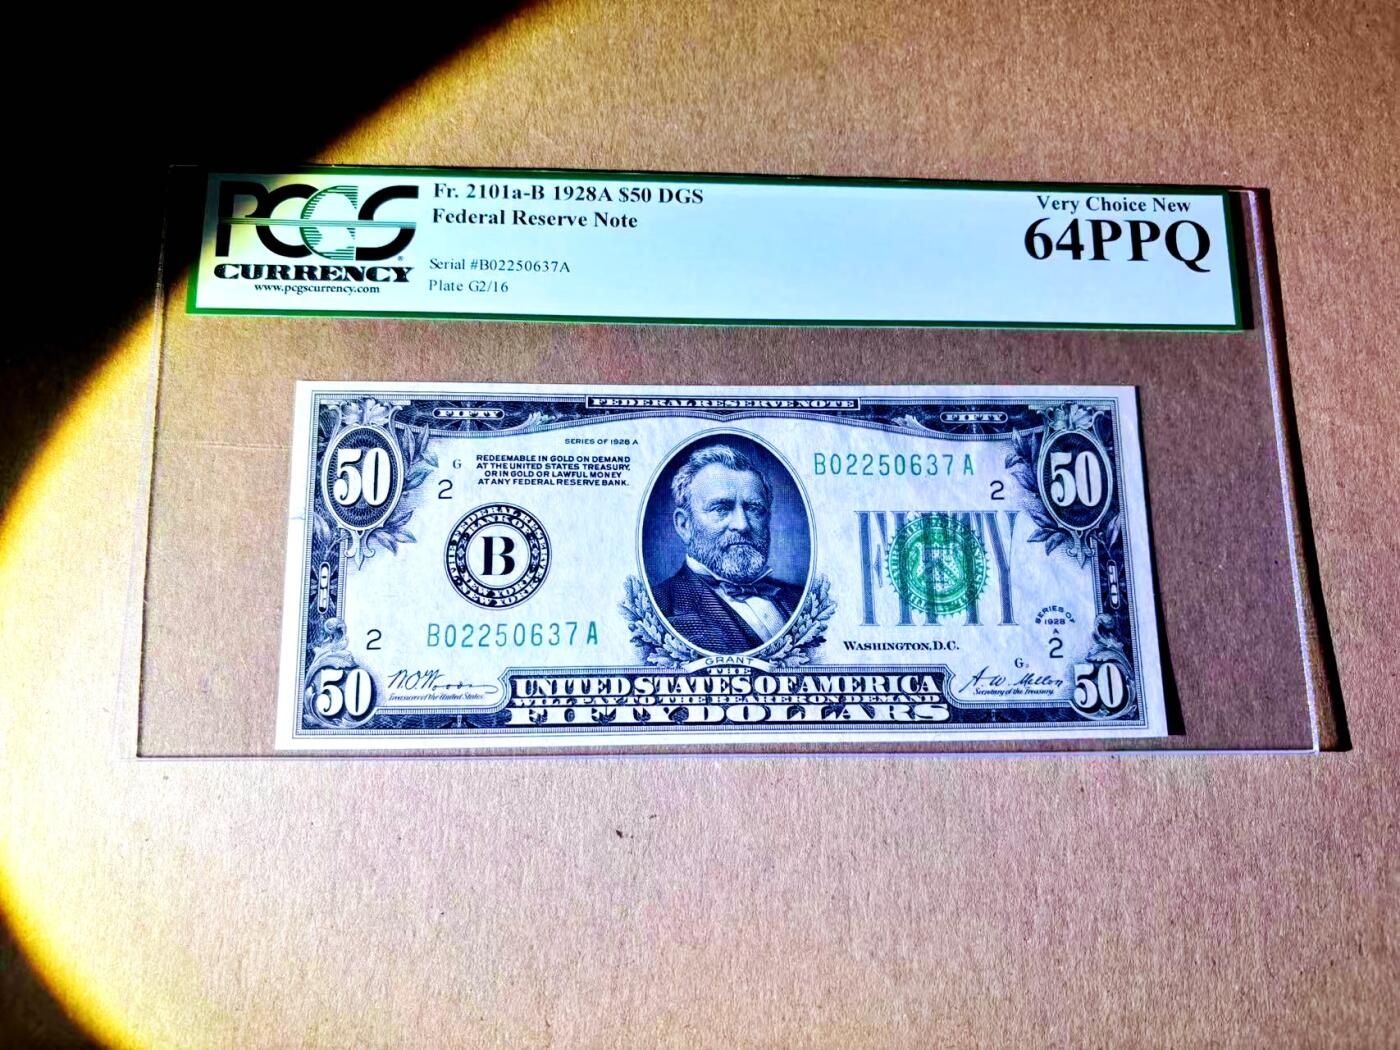 PCGS
CURRENCY
www.pcgscurrency.com
Fr. 2101a-B 1928A $50 DGS
Federal Reserve Note
Serial #B02250637A
Plate G2/16
Very Choice New
64PPQ
FEDERAL RESERVE NOTE
FIFTY
FIFTY
SERIES OF 1928 A
50
50
G
2
REDEEMABLE IN GOLD ON DEMAND
AT THE UNITED STATES TREASURY,
OR IN GOLD OR LAWFUL MONEY
AT ANY FEDERAL RESERVE BANK.
B02250637A
2
B
FIFTY
2
B02250637A
WASHINGTON, D.C.
SERIES OF
1928
A
2
G
GRANT
50
Treasurer of the United States
THE
UNITED STATES OF AMERICA
WILL PAY TO THE BEARER ON DEMAND
FIFTY DOLLARS
A.W. Mellon
Secretary of the Treasury.
50